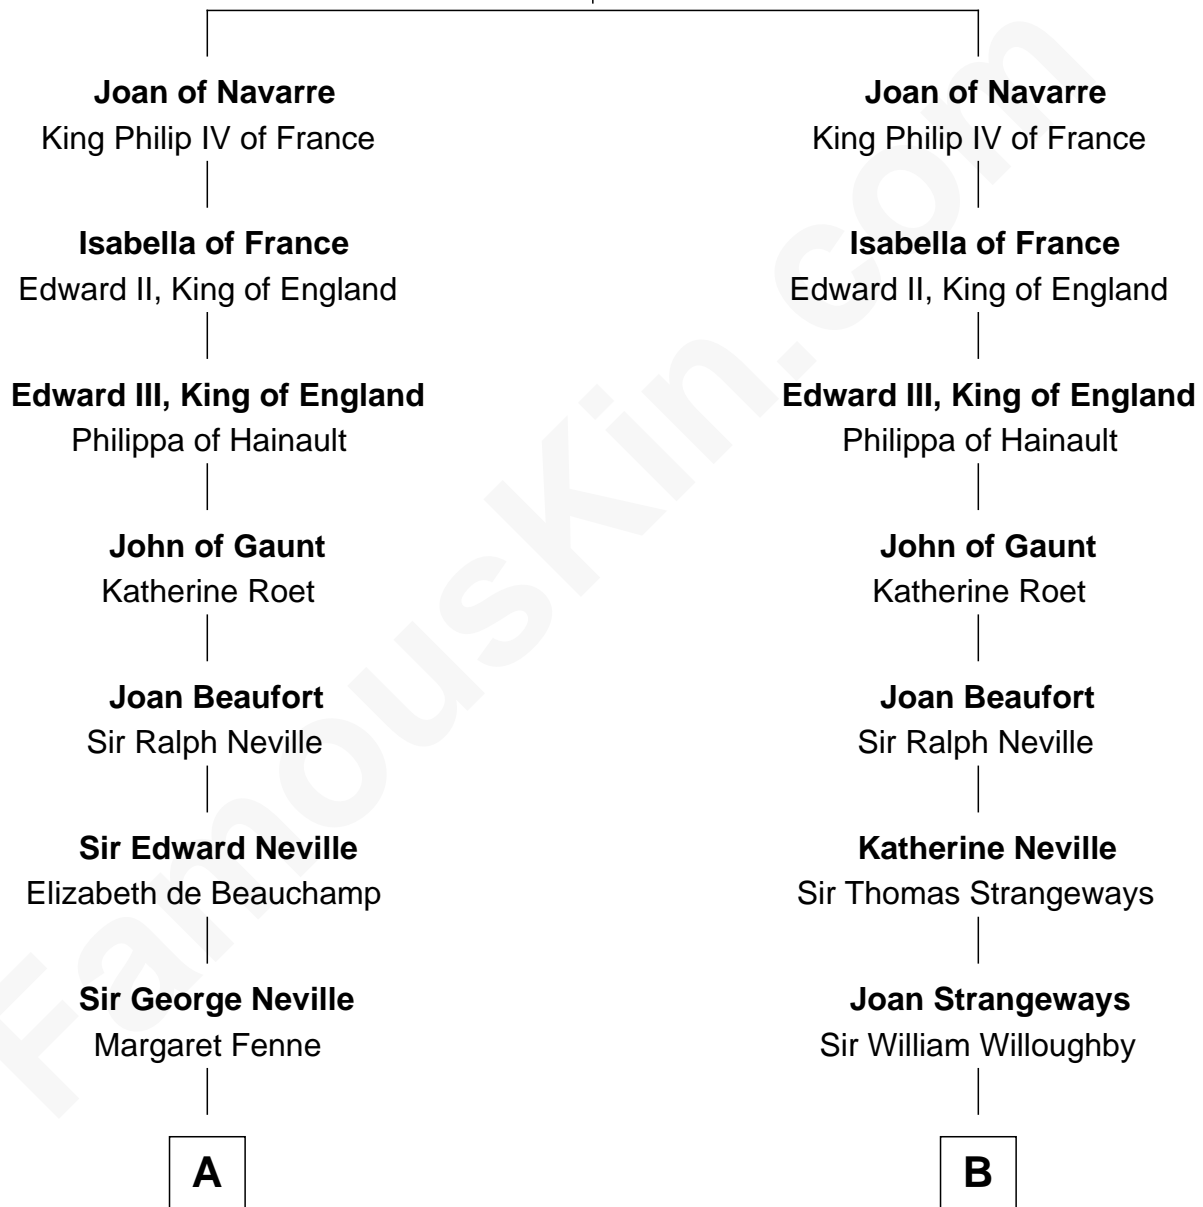 Joan of Navarre
King Philip IV of France
Isabella of France
Edward II, King of England
Edward III, King of England
Philippa of Hainault
John of Gaunt
Katherine Roet
Joan Beaufort
Sir Ralph Neville
Sir Edward Neville
Elizabeth de Beauchamp
Sir George Neville
Margaret Fenne
A
Joan of Navarre
King Philip IV of France
Isabella of France
Edward II, King of England
Edward III, King of England
Philippa of Hainault
John of Gaunt
Katherine Roet
Joan Beaufort
Sir Ralph Neville
Katherine Neville
Sir Thomas Strangeways
Joan Strangeways
Sir William Willoughby
B
FamousKin.com